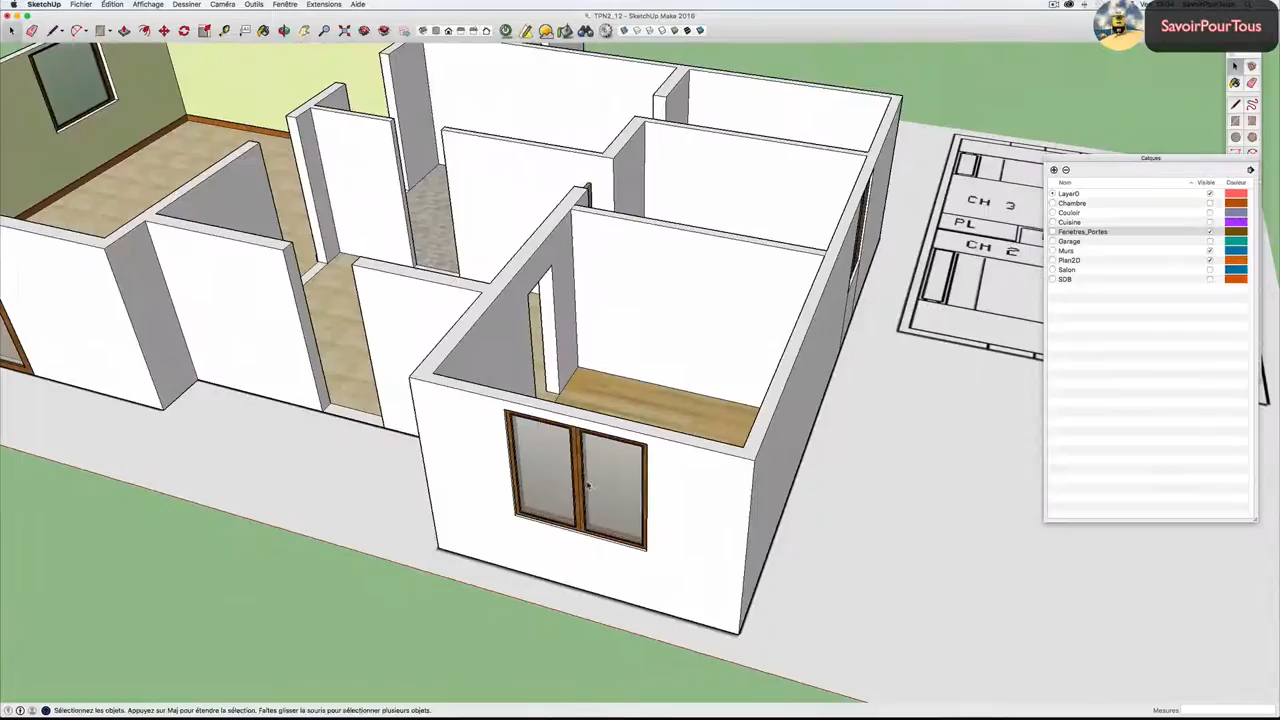 SketchUp Fichier Édition Affichage Dessiner Caméra Outils Fenêtre Extensions Aide
TPN2_12 - SketchUp Make 2016
SavoirPourTous
Calques
Nom Visible Couleur
Layer0
Chambre
Couloir
Cuisine
Fenetres_Portes
Garage
Murs
Plan2D
Salon
SDB
CH 3
PL
CH 2
Sélectionnez les objets. Appuyez sur Maj pour étendre la sélection. Faites glisser la souris pour sélectionner plusieurs objets.
Mesures